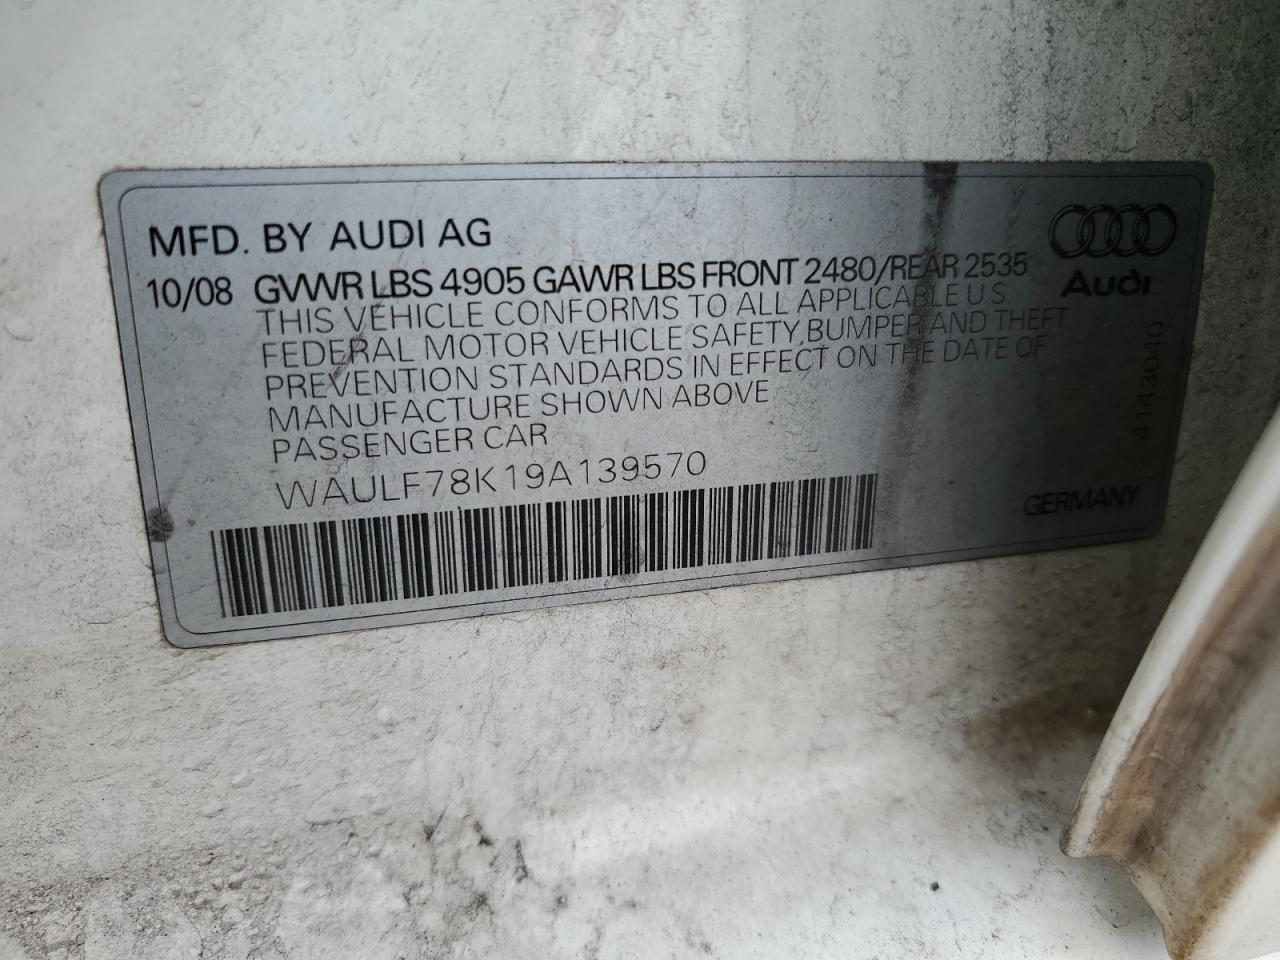 MFD. BY AUDI AG
10/08 GVWR LBS 4905 GAWR LBS FRONT 2480/REAR 2535
THIS VEHICLE CONFORMS TO ALL APPLICABLE U S
FEDERAL MOTOR VEHICLE SAFETY, BUMPER AND THEFT
PREVENTION STANDARDS IN EFFECT ON THE DATE OF
MANUFACTURE SHOWN ABOVE
PASSENGER CAR
WAULF78K19A139570
Audi
4143040
GERMANY